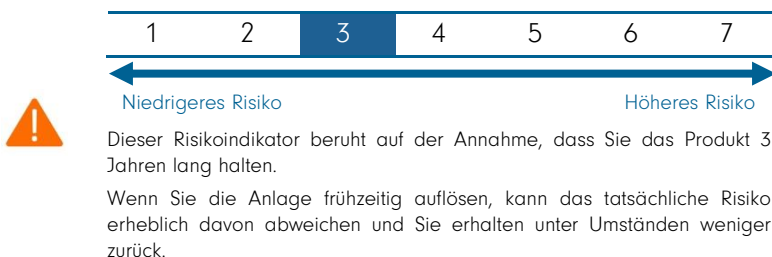 1 2 3 4 5 6 7
Niedrigeres Risiko Höheres Risiko
Dieser Risikoindikator beruht auf der Annahme, dass Sie das Produkt 3
Jahren lang halten.
Wenn Sie die Anlage frühzeitig auflösen, kann das tatsächliche Risiko
erheblich davon abweichen und Sie erhalten unter Umständen weniger
zurück.